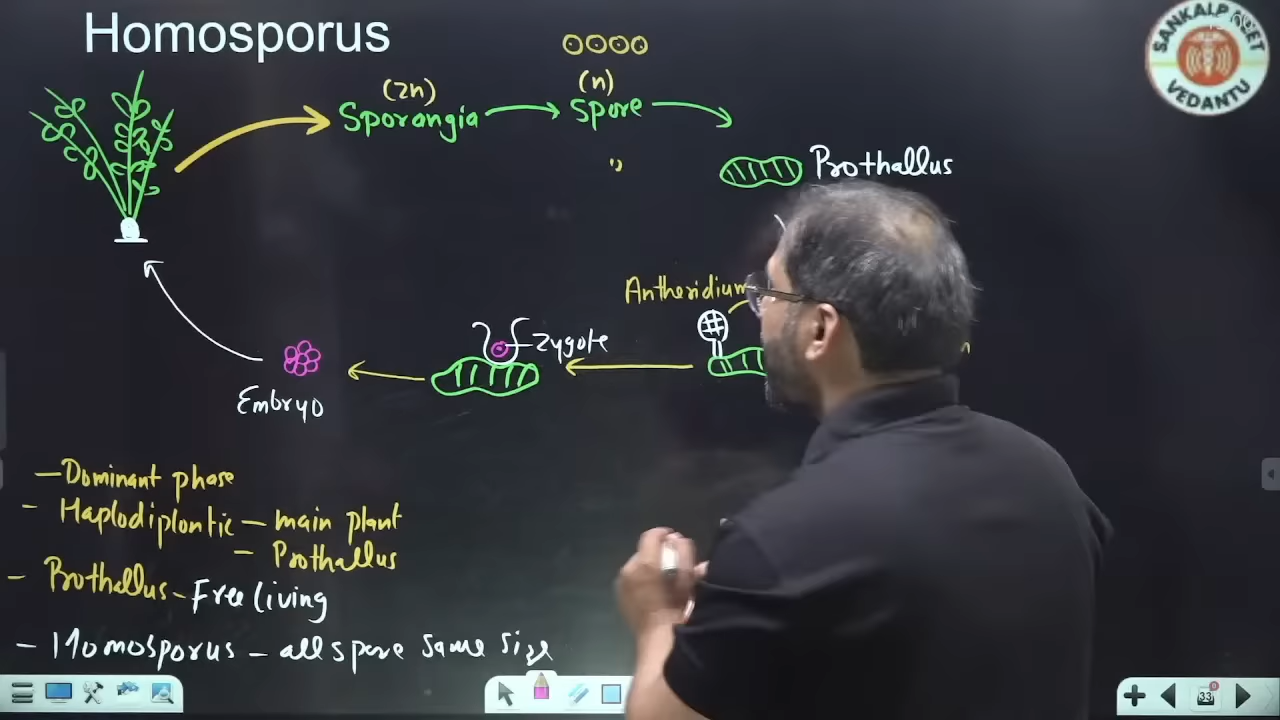 Homosporus
SANKALP NEET
VEDANTU
(2n)
(n)
Sporangia
Spore
Prothallus
Antheridium
Zygote
Embryo
— Dominant phase
- Haplodiplontic — main plant
- Prothallus
- Prothallus - Free living
- Homosporus - all spore same size
33